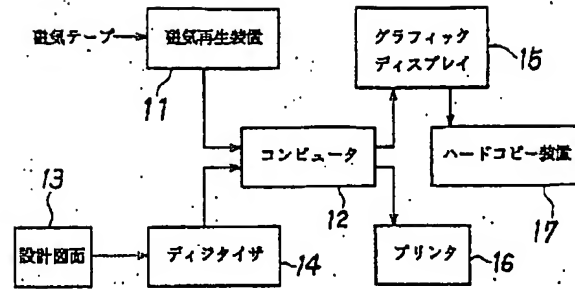 磁気テープ
磁気再生装置
11
グラフィック
ディスプレイ
15
コンピュータ
12
ハードコピー装置
17
13
設計図面
ディジタイザ
14
プリンタ
16